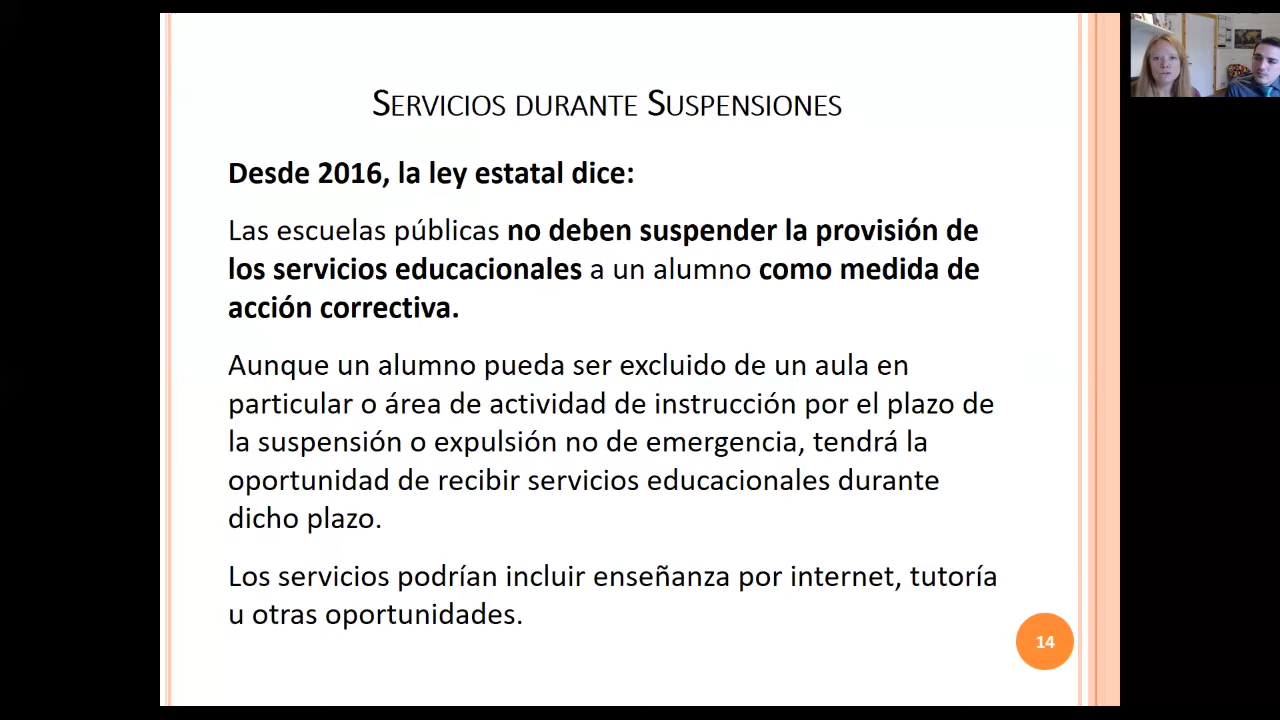 Servicios durante Suspensiones
Desde 2016, la ley estatal dice:
Las escuelas públicas no deben suspender la provisión de
los servicios educacionales a un alumno como medida de
acción correctiva.
Aunque un alumno pueda ser excluido de un aula en
particular o área de actividad de instrucción por el plazo de
la suspensión o expulsión no de emergencia, tendrá la
oportunidad de recibir servicios educacionales durante
dicho plazo.
Los servicios podrían incluir enseñanza por internet, tutoría
u otras oportunidades.
14